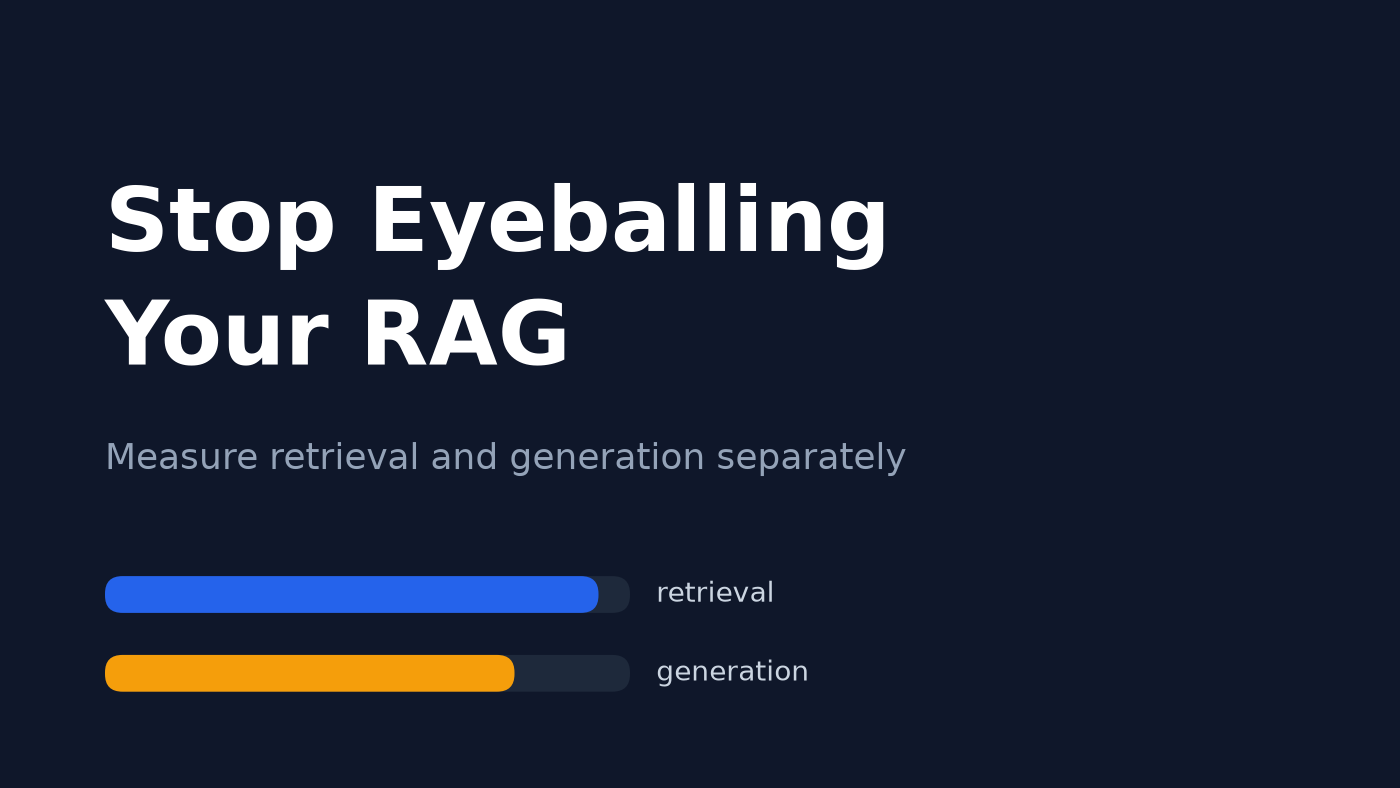 Stop Eyeballing
Your RAG
Measure retrieval and generation separately
retrieval
generation